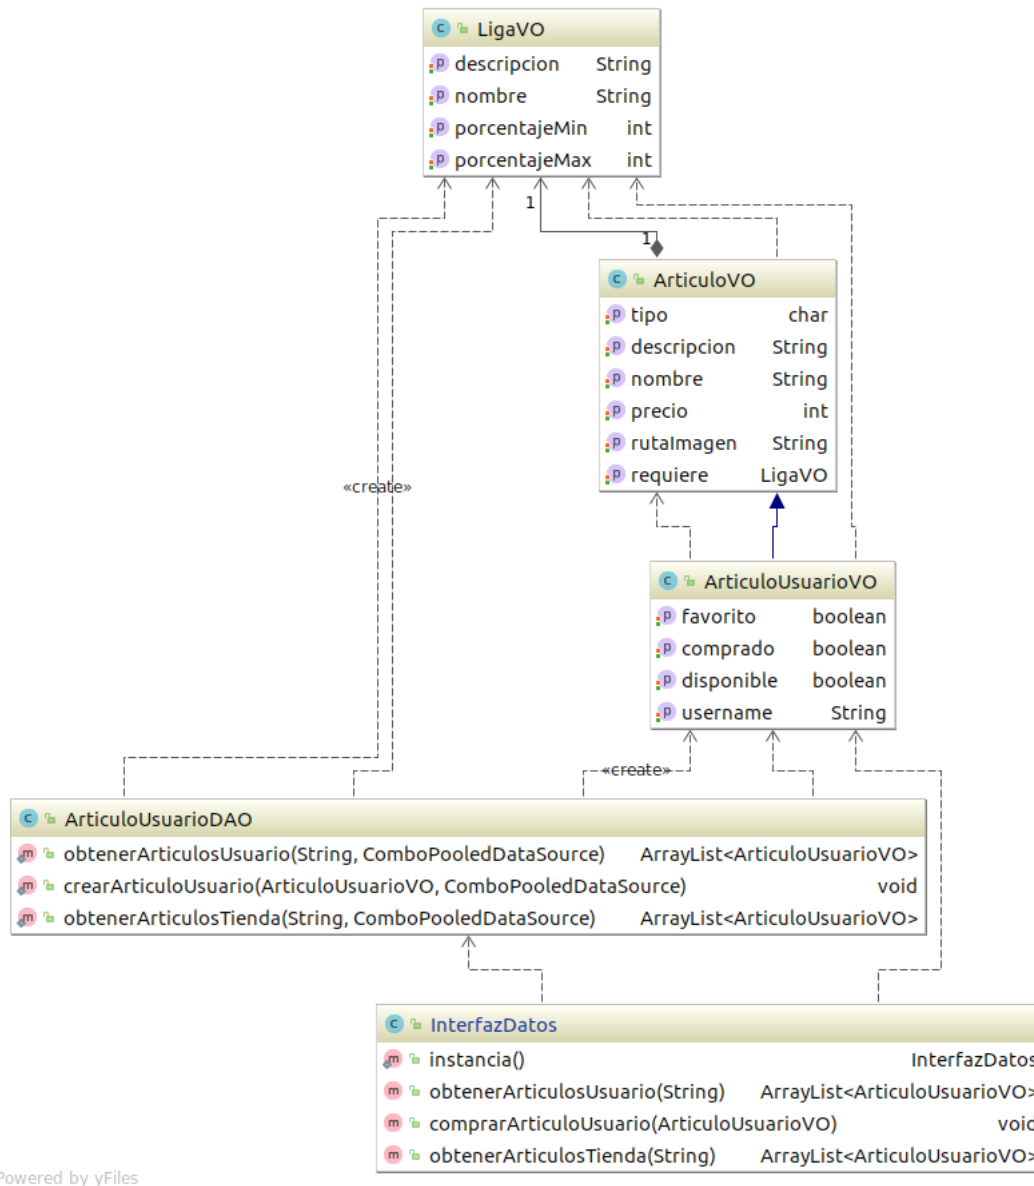 LigaVO
descripcion String
nombre String
porcentajeMin int
porcentajeMax int
1
1
ArticuloVO
tipo char
descripcion String
nombre String
precio int
rutaImagen String
requiere LigaVO
«create»
ArticuloUsuarioVO
favorito boolean
comprado boolean
disponible boolean
username String
«create»
ArticuloUsuarioDAO
obtenerArticulosUsuario(String, ComboPooledDataSource) ArrayList<ArticuloUsuarioVO>
crearArticuloUsuario(ArticuloUsuarioVO, ComboPooledDataSource) void
obtenerArticulosTienda(String, ComboPooledDataSource) ArrayList<ArticuloUsuarioVO>
InterfazDatos
instancia() InterfazDatos
obtenerArticulosUsuario(String) ArrayList<ArticuloUsuarioVO>
comprarArticuloUsuario(ArticuloUsuarioVO) void
obtenerArticulosTienda(String) ArrayList<ArticuloUsuarioVO>
Powered by yFiles